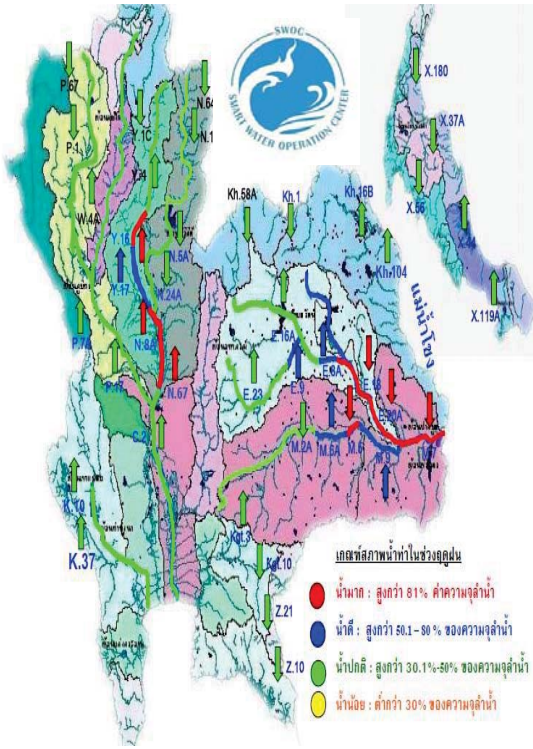 SWOC
SMART WATER OPERATION CENTER
P.67
N.64
X.180
Y.1C
N.1
X.37A
P.1
Y.4
Kh.58A
Kh.1
Kh.16B
X.55
W.4A
X.44
Y.16
N.5A
Kh.104
แม่น้ำโขง
Y.17
N.24A
X.119A
P.7A
N.8A
E.16A
E.8A
P.17
N.67
E.23
E.9
E.18
E.20A
C.2
M.2A
M.6A
M.6
M.9
M.7
K.10
K.37
Kgt.3
Kgt.10
Z.21
Z.10
เกณฑ์สภาพน้ำท่าในช่วงฤดูฝน
น้ำมาก : สูงกว่า 81% ค่าความจุลำน้ำ
น้ำดี : สูงกว่า 50.1 - 80 % ของความจุลำน้ำ
น้ำปกติ : สูงกว่า 30.1%-50% ของความจุลำน้ำ
น้ำน้อย : ต่ำกว่า 30% ของความจุลำน้ำ